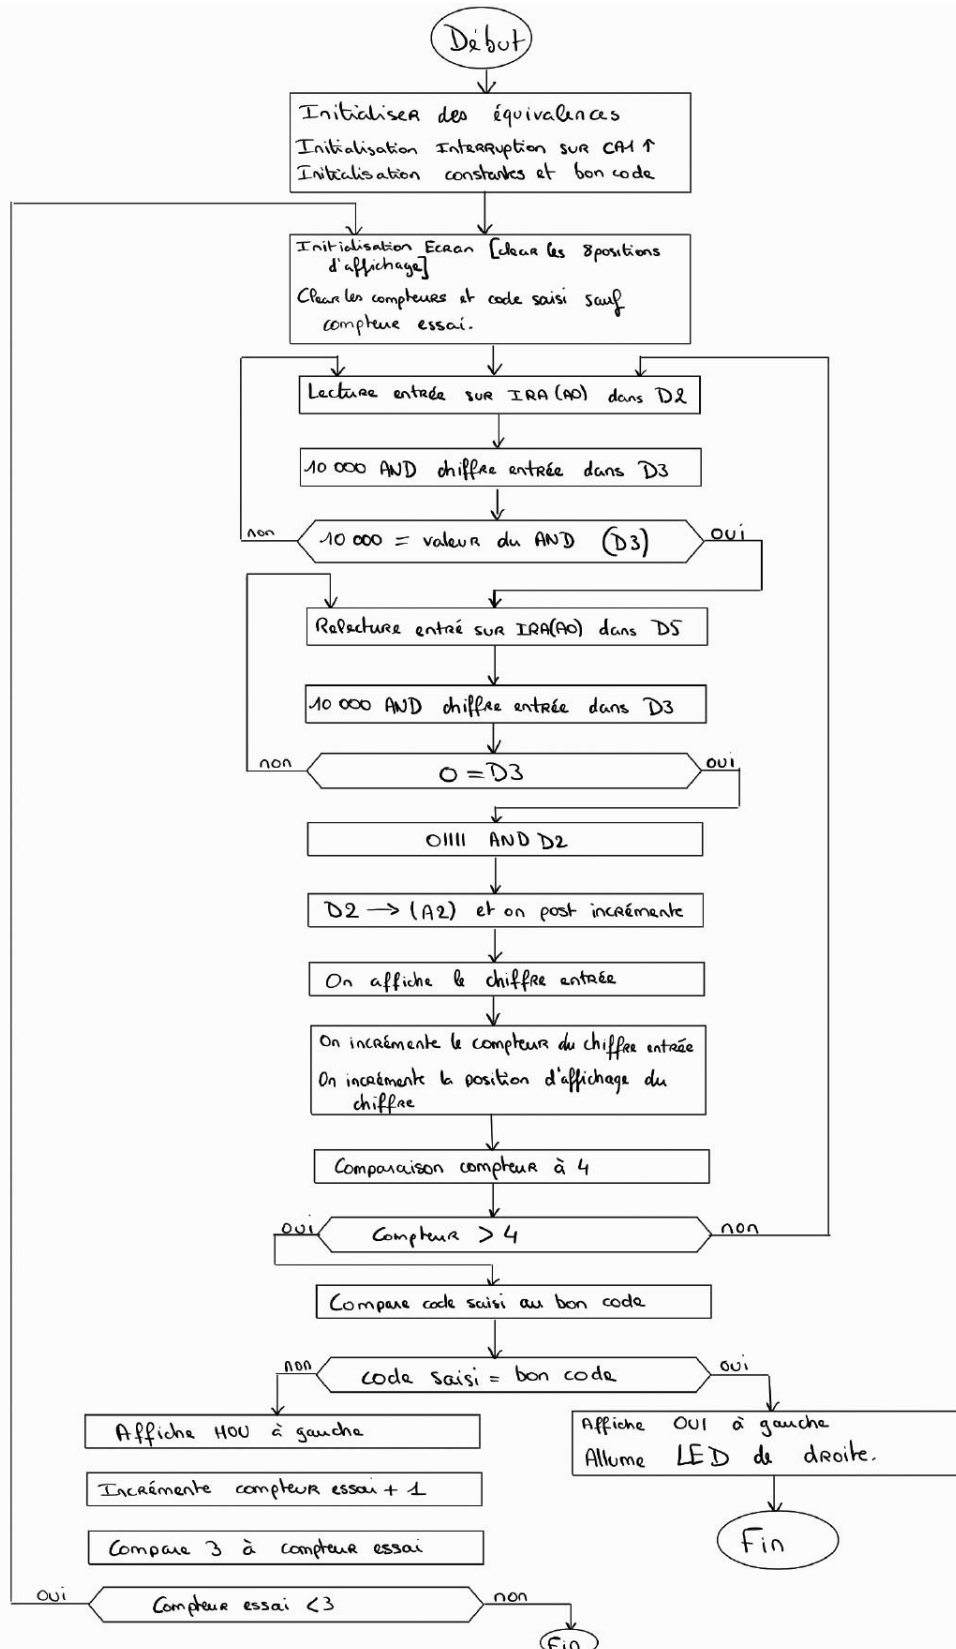 Début
Initialiser des équivalences
Initialisation Interruption sur CA1 ↑
Initialisation constantes et bon code
Initialisation Ecran [clear les 8 positions
d'affichage]
Clear les compteurs et code saisi sauf
compteur essai.
Lecture entrée sur IRA (A0) dans D2
10 000 AND chiffre entrée dans D3
non
10 000 = valeur du AND (D3)
oui
Relecture entré sur IRA(A0) dans D5
10 000 AND chiffre entrée dans D3
non
0 = D3
oui
01111 AND D2
D2 → (A2) et on post incrémente
On affiche le chiffre entrée
On incrémente le compteur du chiffre entrée
On incrémente la position d'affichage du
chiffre
Comparaison compteur à 4
oui
Compteur > 4
non
Compare code saisi au bon code
non
code saisi = bon code
oui
Affiche NOU à gauche
Affiche OUI à gauche
Allume LED de droite.
Incrémente compteur essai + 1
Compare 3 à compteur essai
Fin
oui
Compteur essai <3
non
Fin